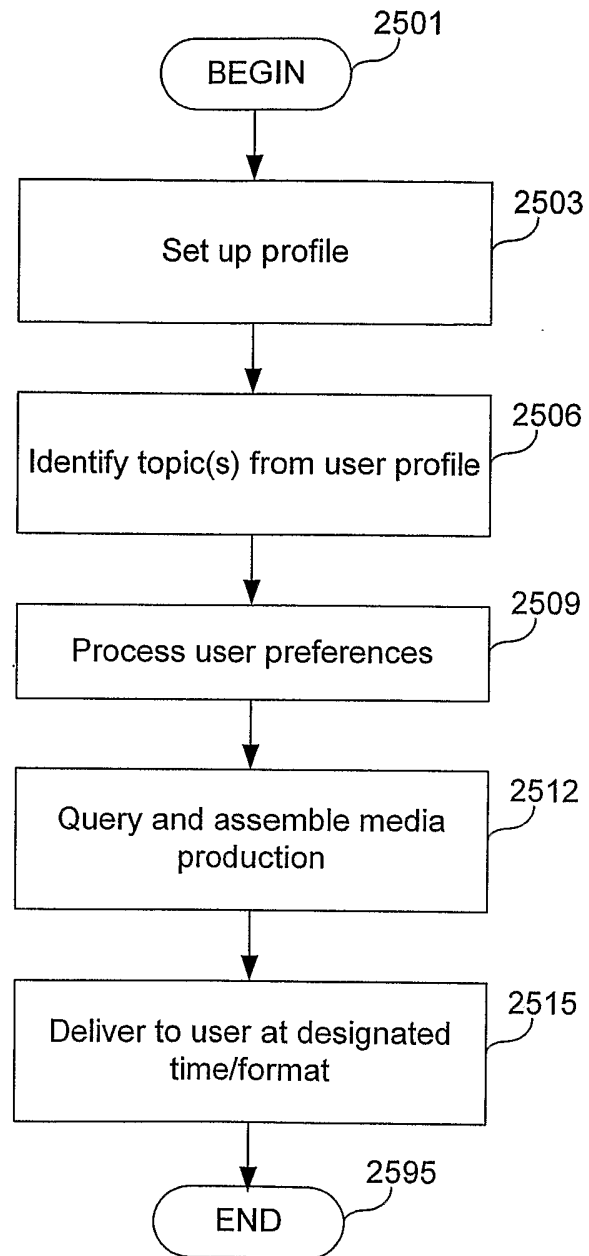 2501
BEGIN
2503
Set up profile
2506
Identify topic(s) from user profile
2509
Process user preferences
2512
Query and assemble media
production
2515
Deliver to user at designated
time/format
2595
END